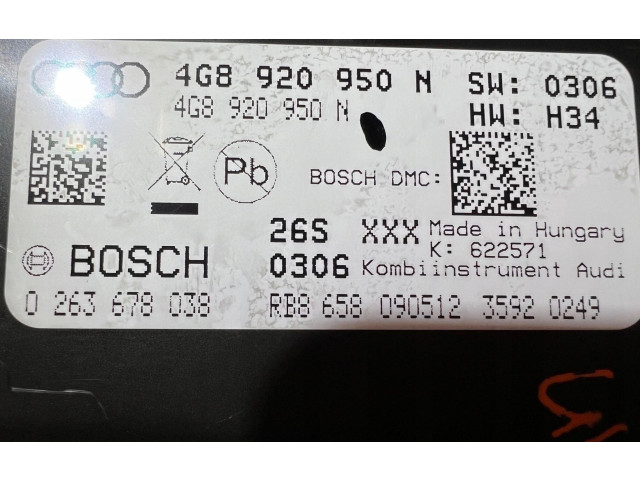 4G8 920 950 N SW: 0306
4G8 920 950 N HW: H34
Pb
BOSCH DMC:
26S XXX Made in Hungary
K: 622571
BOSCH 0306 Kombiinstrument Audi
0 263 678 038 RB8 658 090512 3592 0249